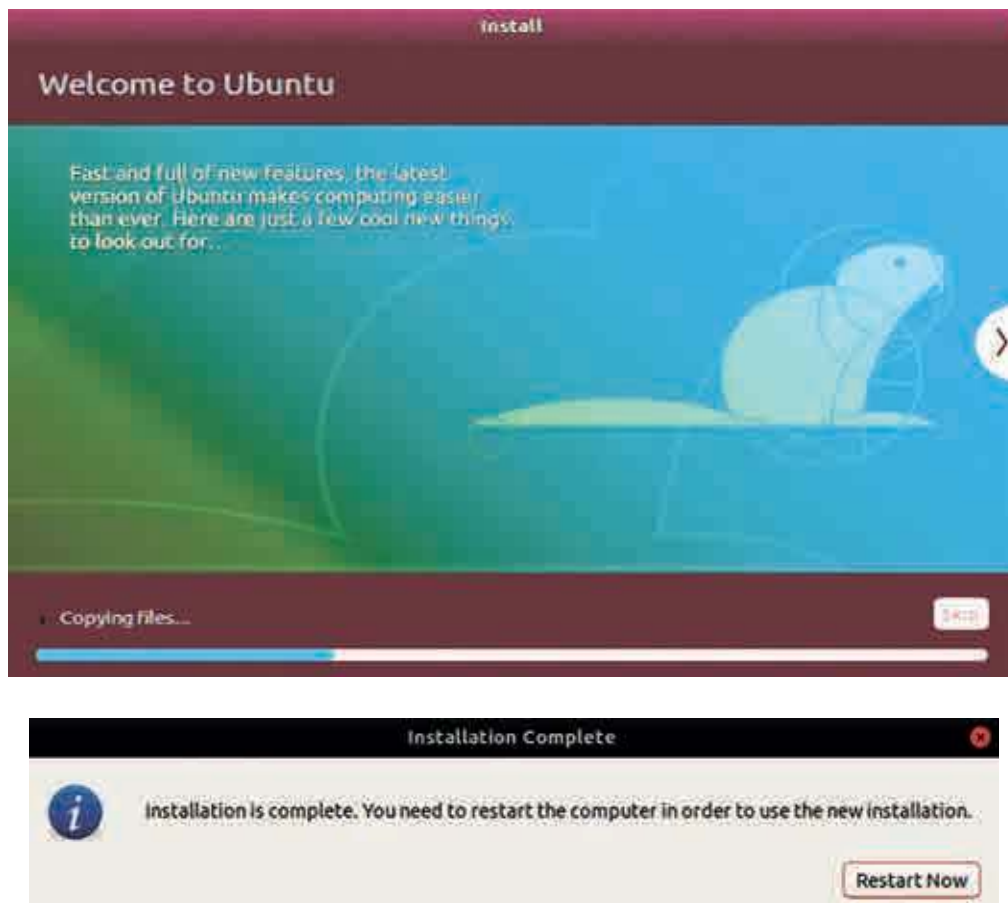 Install
Welcome to Ubuntu
Fast and full of new features, the latest
version of Ubuntu makes computing easier
than ever. Here are just a few cool new things
to look out for...
Copying files...
Skip
Installation Complete
Installation is complete. You need to restart the computer in order to use the new installation.
Restart Now